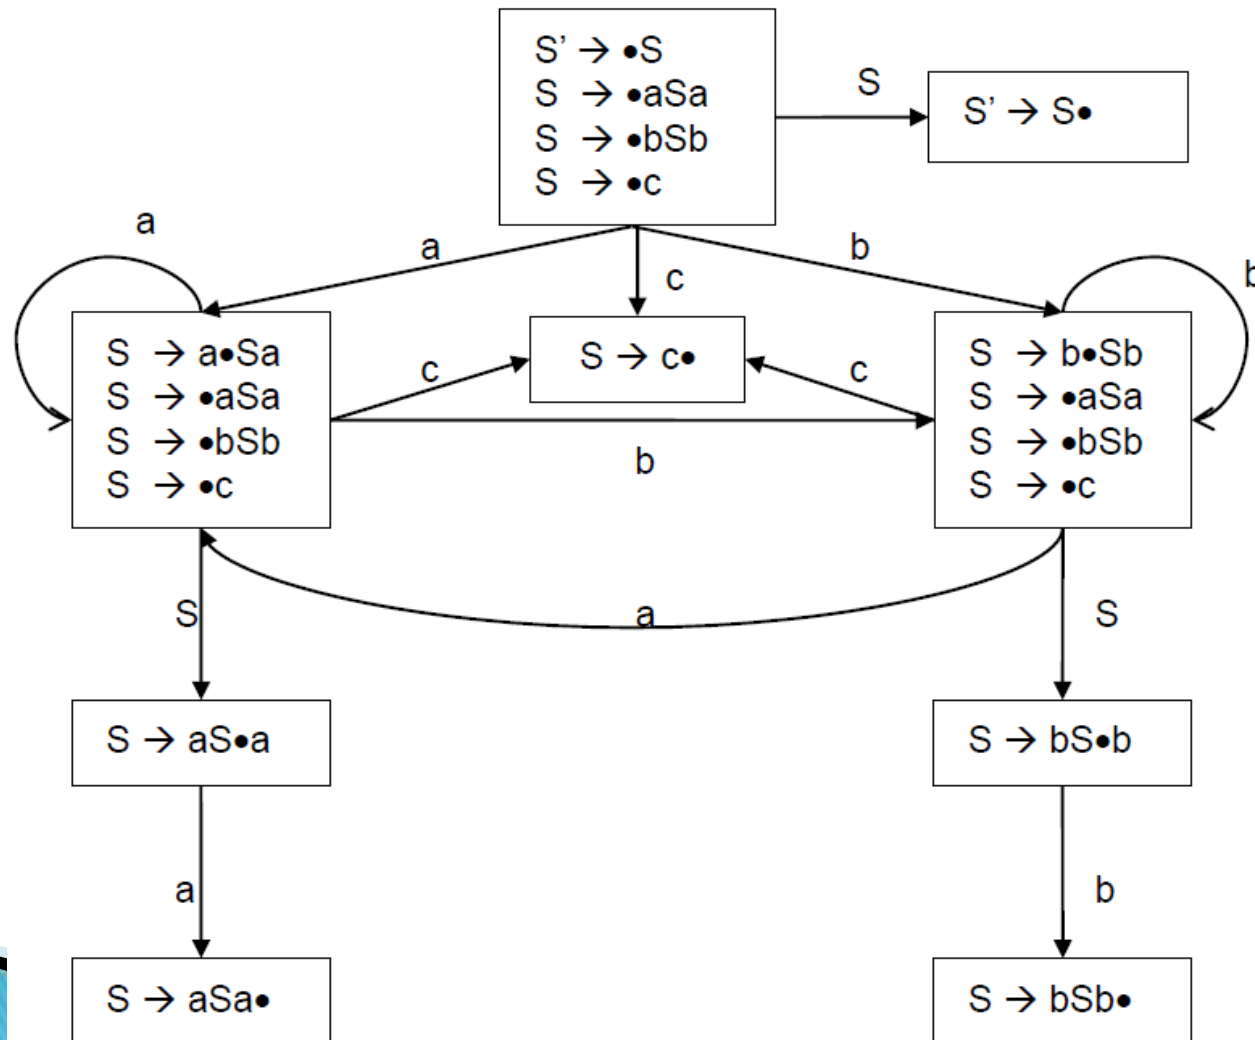 S' → •S
S → •aSa
S → •bSb
S → •c
S
S' → S•
a
a
c
b
b
S → a•Sa
S → •aSa
S → •bSb
S → •c
c
S → c•
c
b
S → b•Sb
S → •aSa
S → •bSb
S → •c
S
a
S
S → aS•a
S → bS•b
a
b
S → aSa•
S → bSb•